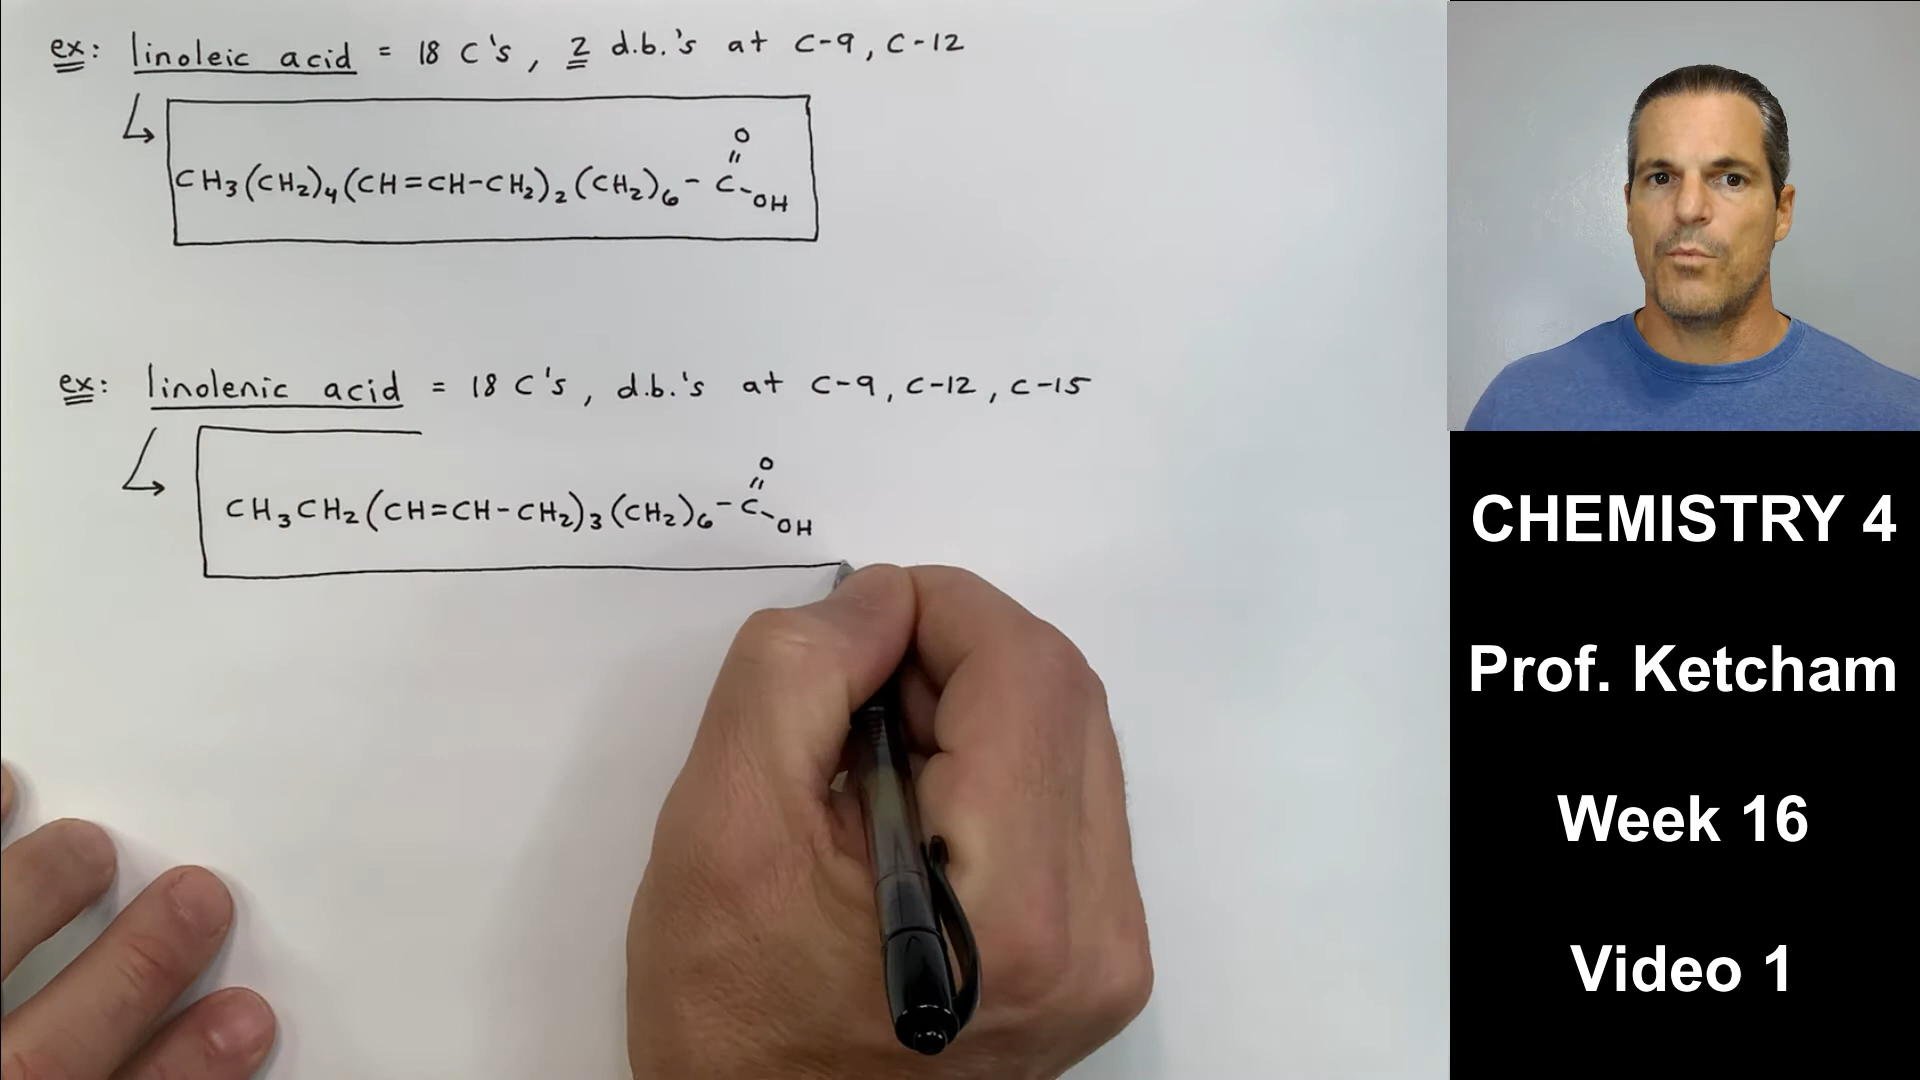 ex: linoleic acid = 18 C's, 2 d.b.'s at C-9, C-12
O
CH₃(CH₂)₄(CH=CH-CH₂)₂(CH₂)₆-C-OH
ex: linolenic acid = 18 C's, d.b.'s at C-9, C-12, C-15
O
CH₃CH₂(CH=CH-CH₂)₃(CH₂)₆-C-OH
CHEMISTRY 4
Prof. Ketcham
Week 16
Video 1